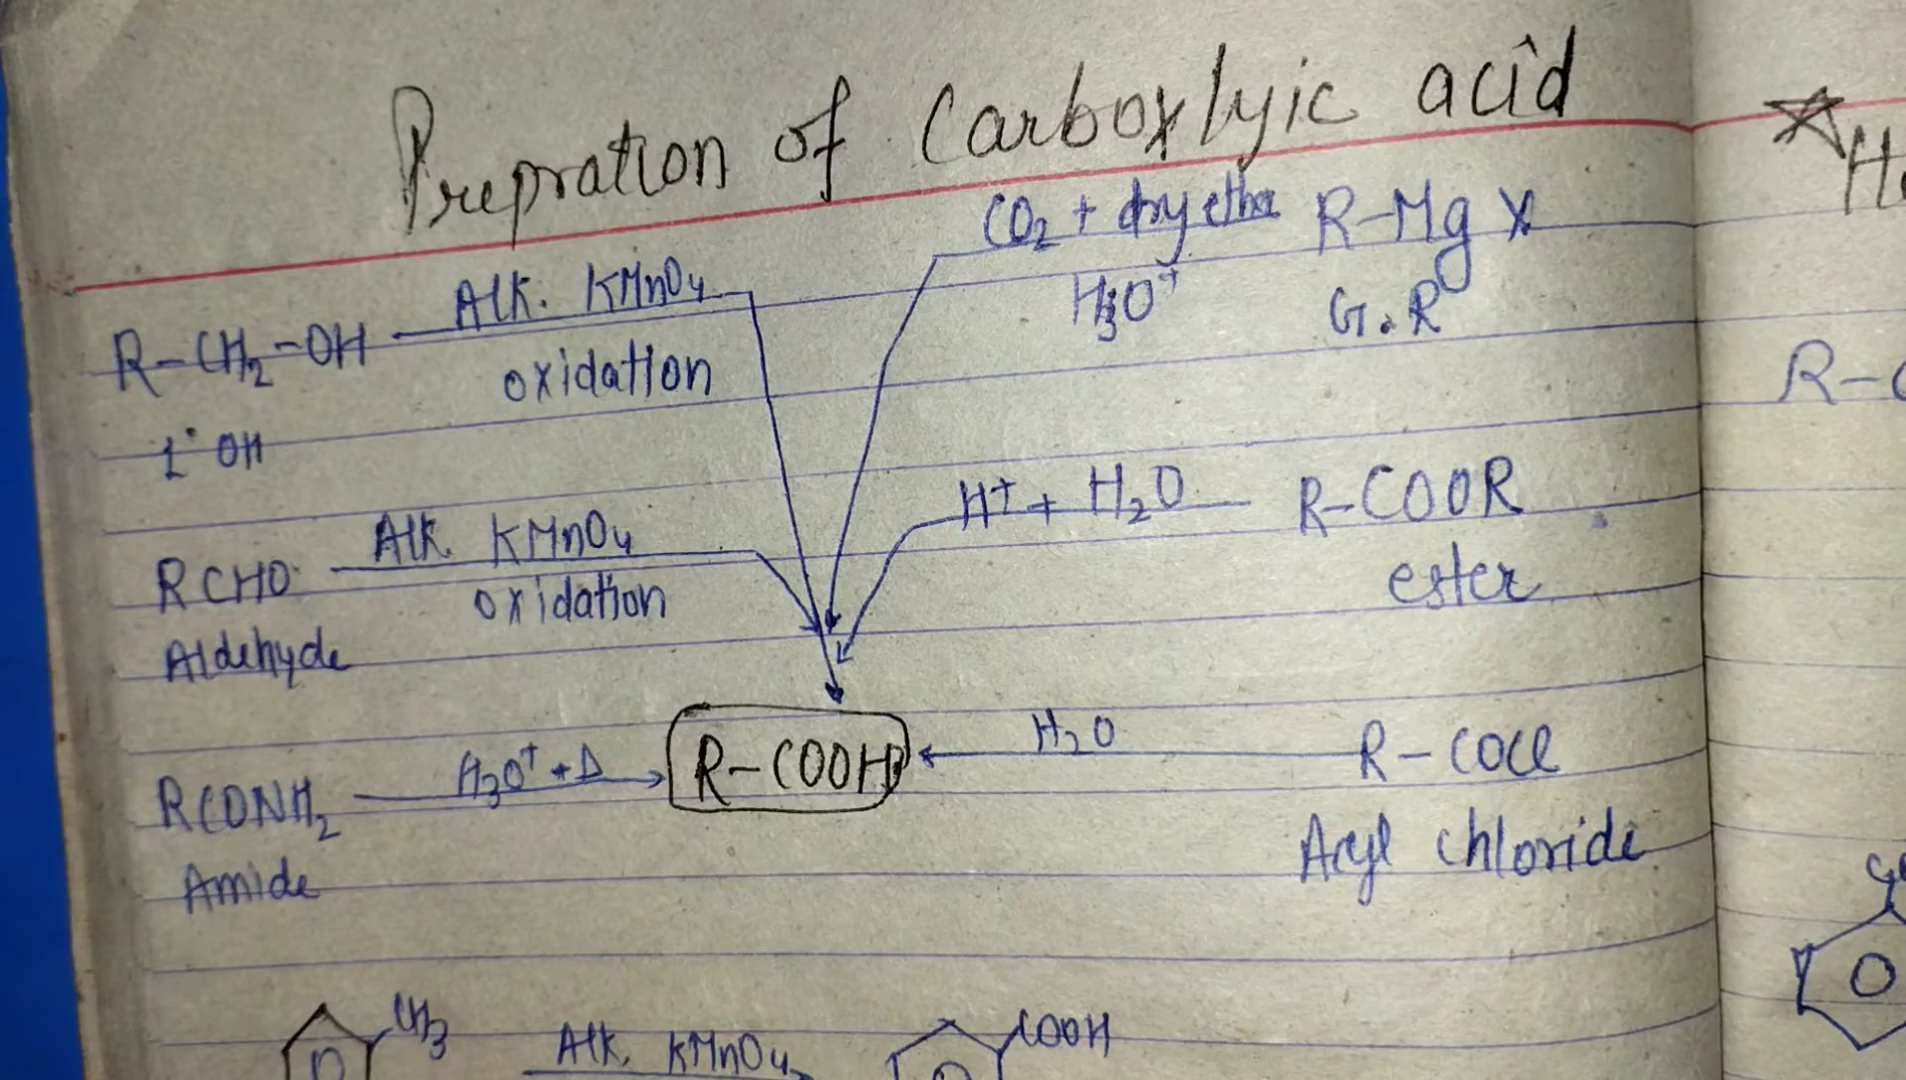 Prepration of Carboxlyic acid
CO₂ + dry ether R-Mg X
H₃O⁺ G.R
R-CH₂-OH Alk. KMnO₄
oxidation
1° OH
H⁺ + H₂O R-COOR
ester
RCHO Alk. KMnO₄
oxidation
Aldehyde
RCONH₂ H₃O⁺ + Δ R-COOH H₂O R-COCl
Amide Acyl chloride
CH₃ Alk. KMnO₄ COOH
R-